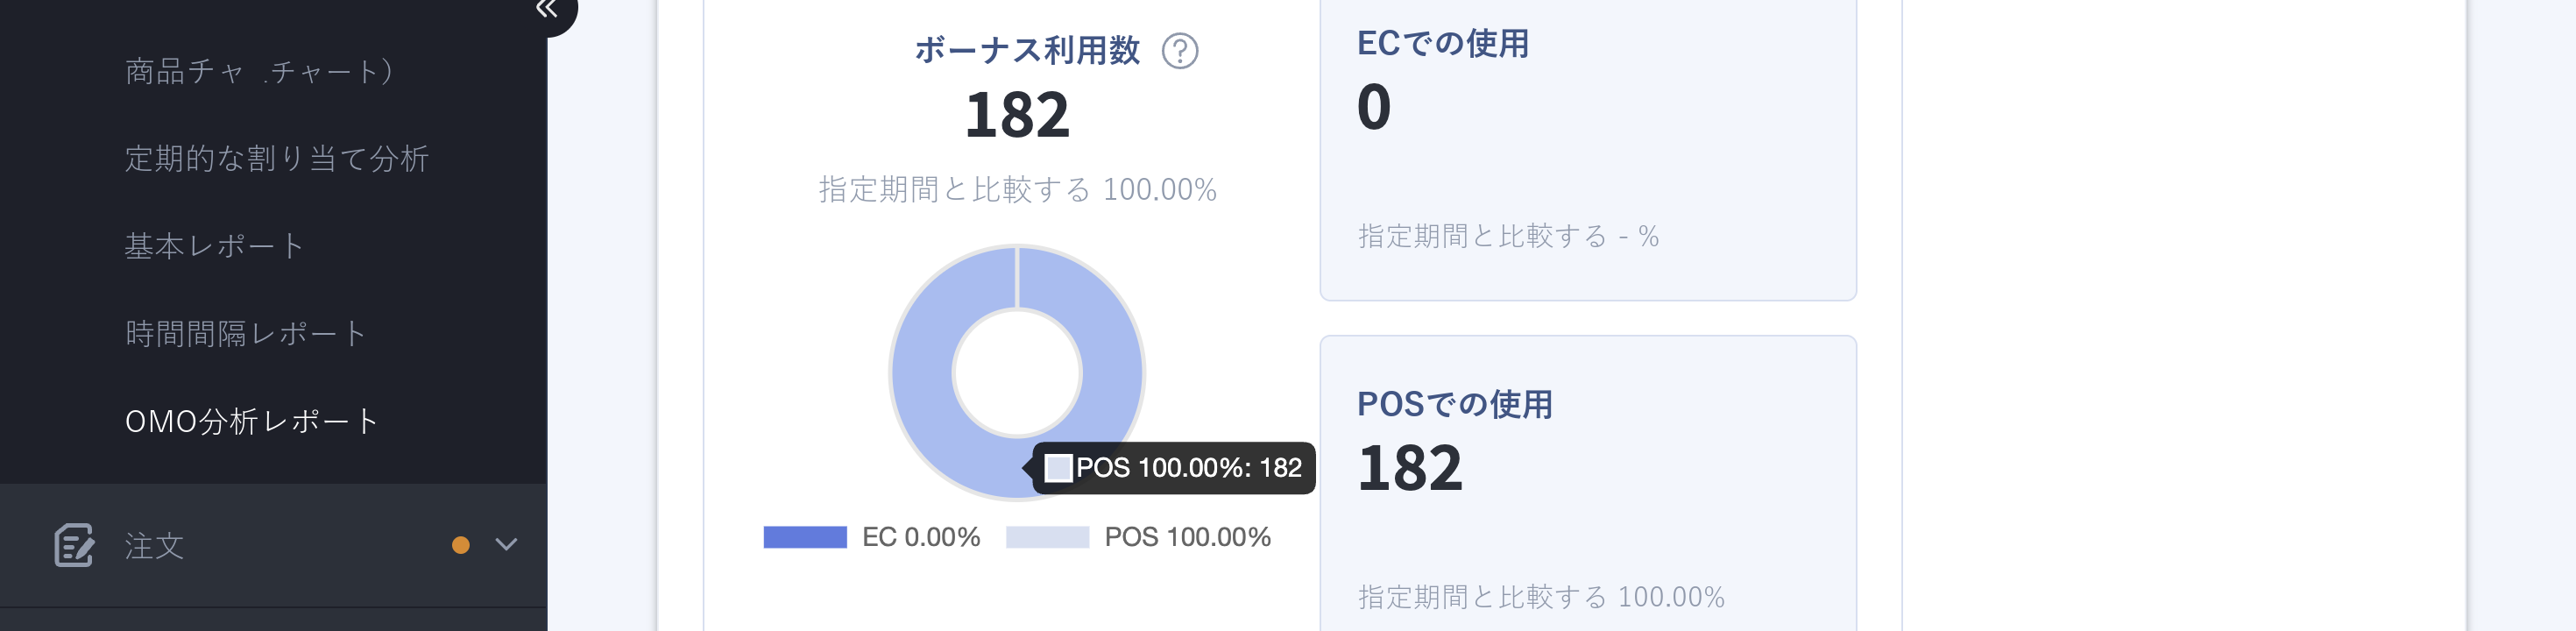 商品チャ .チャート）
定期的な割り当て分析
基本レポート
時間間隔レポート
OMO分析レポート
注文
ボーナス利用数
182
指定期間と比較する 100.00%
POS 100.00%: 182
EC 0.00%
POS 100.00%
ECでの使用
0
指定期間と比較する - %
POSでの使用
182
指定期間と比較する 100.00%